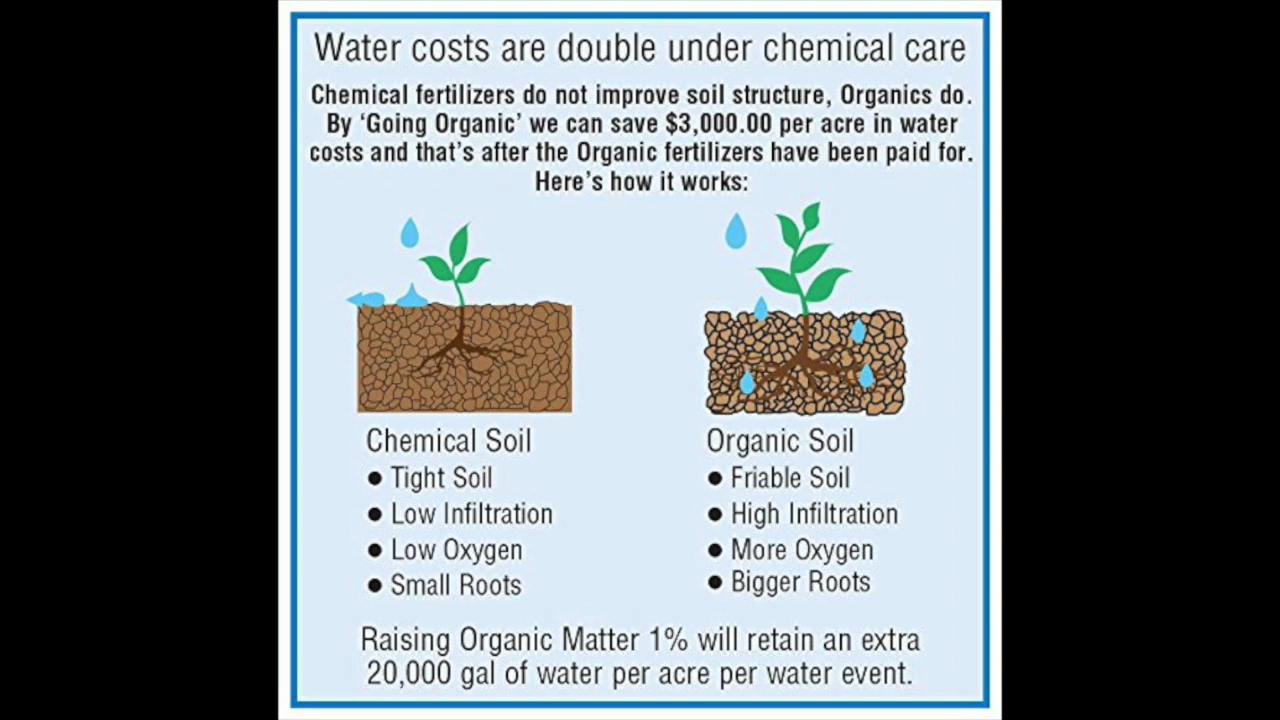 Water costs are double under chemical care
Chemical fertilizers do not improve soil structure, Organics do.
By ‘Going Organic’ we can save $3,000.00 per acre in water
costs and that’s after the Organic fertilizers have been paid for.
Here’s how it works:
Chemical Soil
● Tight Soil
● Low Infiltration
● Low Oxygen
● Small Roots
Organic Soil
● Friable Soil
● High Infiltration
● More Oxygen
● Bigger Roots
Raising Organic Matter 1% will retain an extra
20,000 gal of water per acre per water event.